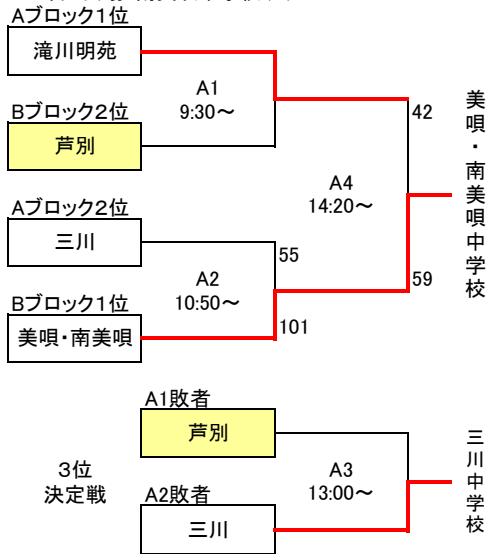 Aブロック1位
滝川明苑
A1
9:30～
Bブロック2位
芦別
42
A4
14:20～
美唄・南美唄中学校
Aブロック2位
三川
55
A2
10:50～
59
Bブロック1位
美唄・南美唄
101
A1敗者
芦別
3位
決定戦
A3
13:00～
三川中学校
A2敗者
三川